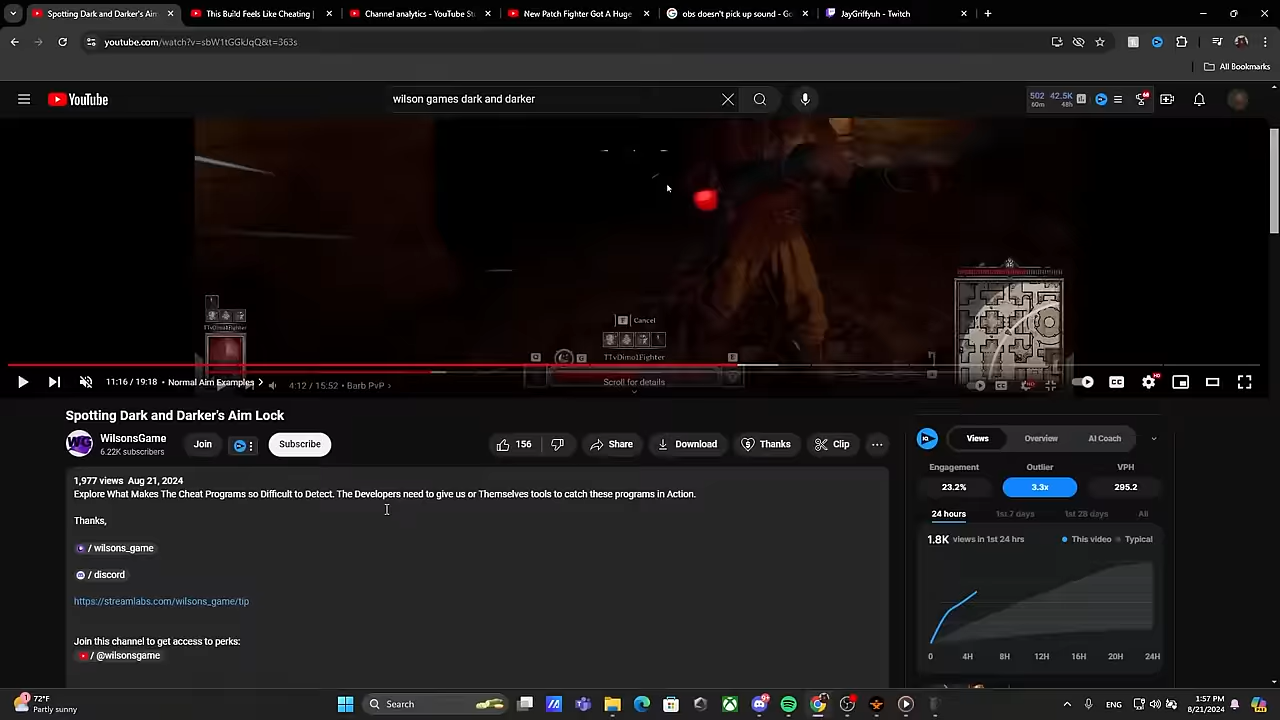 Spotting Dark and Darker's Aim
This Build Feels Like Cheating
Channel analytics - YouTube St
New Patch Fighter Got A Huge
obs doesn't pick up sound - Go
JayGriffyuh - Twitch
youtube.com/watch?v=sbW1tGGkJqQ&t=363s
All Bookmarks
YouTube
wilson games dark and darker
502 42.5K
60m 48h
F Cancel
TTvDimo1Fighter
TTvDimo1Fighter
Q G E
11:16 / 19:18 • Normal Aim Examples
4:12 / 15:52 • Barb PvP
Scroll for details
CC
HD
Spotting Dark and Darker's Aim Lock
WilsonsGame
6.22K subscribers
Join
Subscribe
156
Share
Download
Thanks
Clip
Views
Overview
AI Coach
1,977 views Aug 21, 2024
Explore What Makes The Cheat Programs so Difficult to Detect. The Developers need to give us or Themselves tools to catch these programs in Action.
Thanks,
/ wilsons_game
/ discord
https://streamlabs.com/wilsons_game/tip
Join this channel to get access to perks:
/ @wilsonsgame
Engagement
Outlier
VPH
23.2%
3.3x
295.2
24 hours
1st 7 days
1st 28 days
All
1.8K views in 1st 24 hrs
This video
Typical
0 4H 8H 12H 16H 20H 24H
72°F
Partly sunny
Search
ENG
1:57 PM
8/21/2024